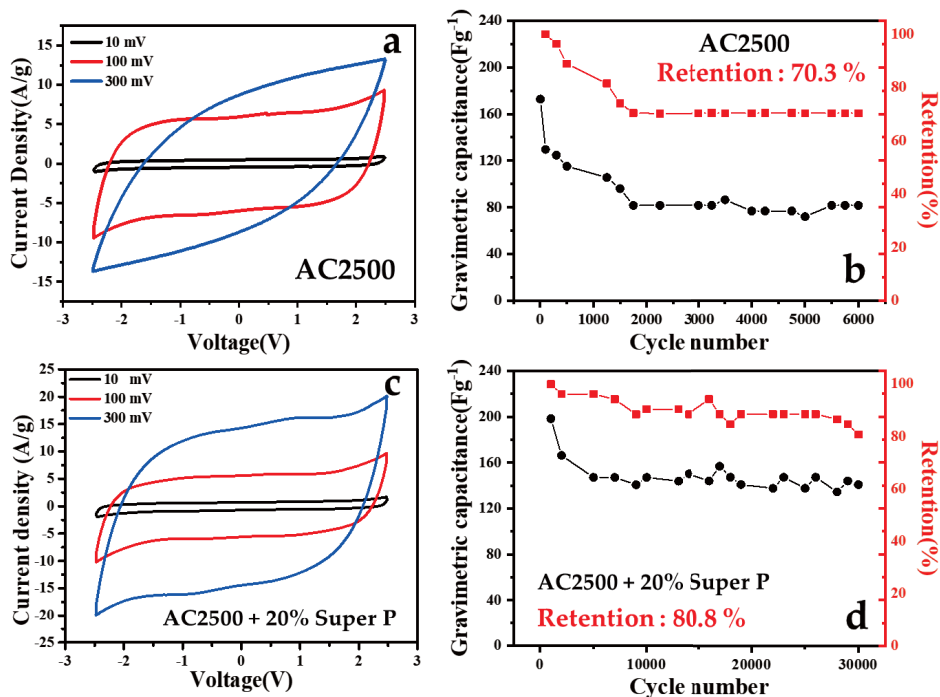 a
10 mV
100 mV
300 mV
Current Density(A/g)
15
10
5
0
-5
-10
-15
AC2500
-3 -2 -1 0 1 2 3
Voltage(V)
Gravimetric capacitance(Fg-1)
240
200
160
120
80
40
0
AC2500
Retention : 70.3 %
b
100
80
60
40
20
0
Retention(%)
0 1000 2000 3000 4000 5000 6000
Cycle number
c
10 mV
100 mV
300 mV
Current density (A/g)
25
20
15
10
5
0
-5
-10
-15
-20
-25
AC2500 + 20% Super P
-3 -2 -1 0 1 2 3
Voltage(V)
Gravimetric capacitance(Fg-1)
240
200
160
120
80
40
0
AC2500 + 20% Super P
Retention : 80.8 %
d
100
80
60
40
20
0
Retention(%)
0 10000 20000 30000
Cycle number